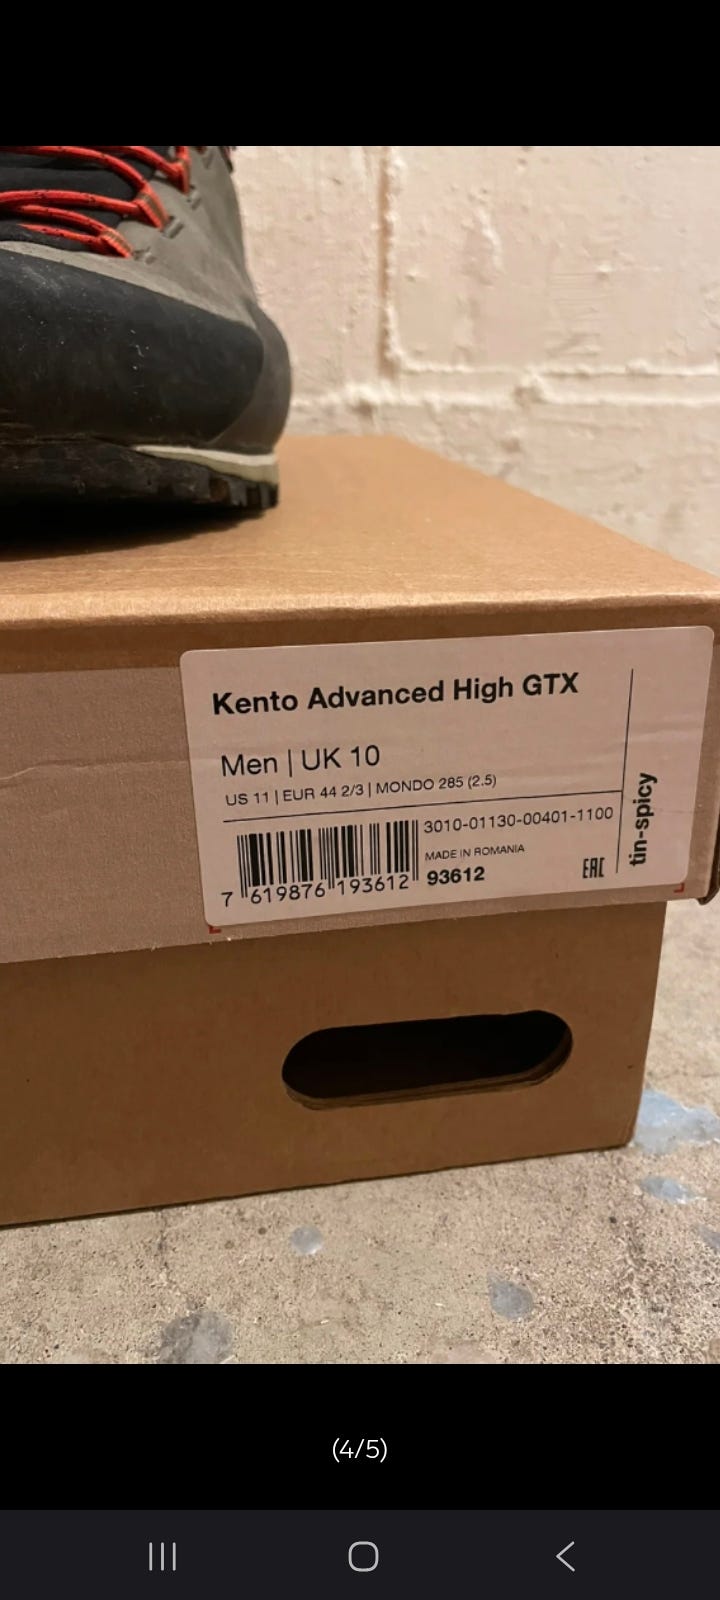 Kento Advanced High GTX
Men | UK 10
US 11 | EUR 44 2/3 | MONDO 285 (2.5)
3010-01130-00401-1100
MADE IN ROMANIA
93612
7 619876 193612
EAC
tin-spicy
(4/5)